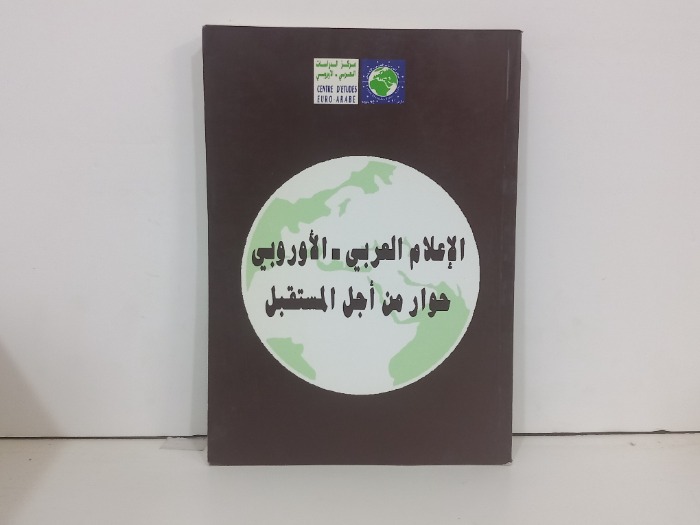 مركز الدراسات
العربي - الأوروبي
CENTRE D'ETUDES
EURO ARABE
الإعلام العربي - الأوروبي
حوار من أجل المستقبل